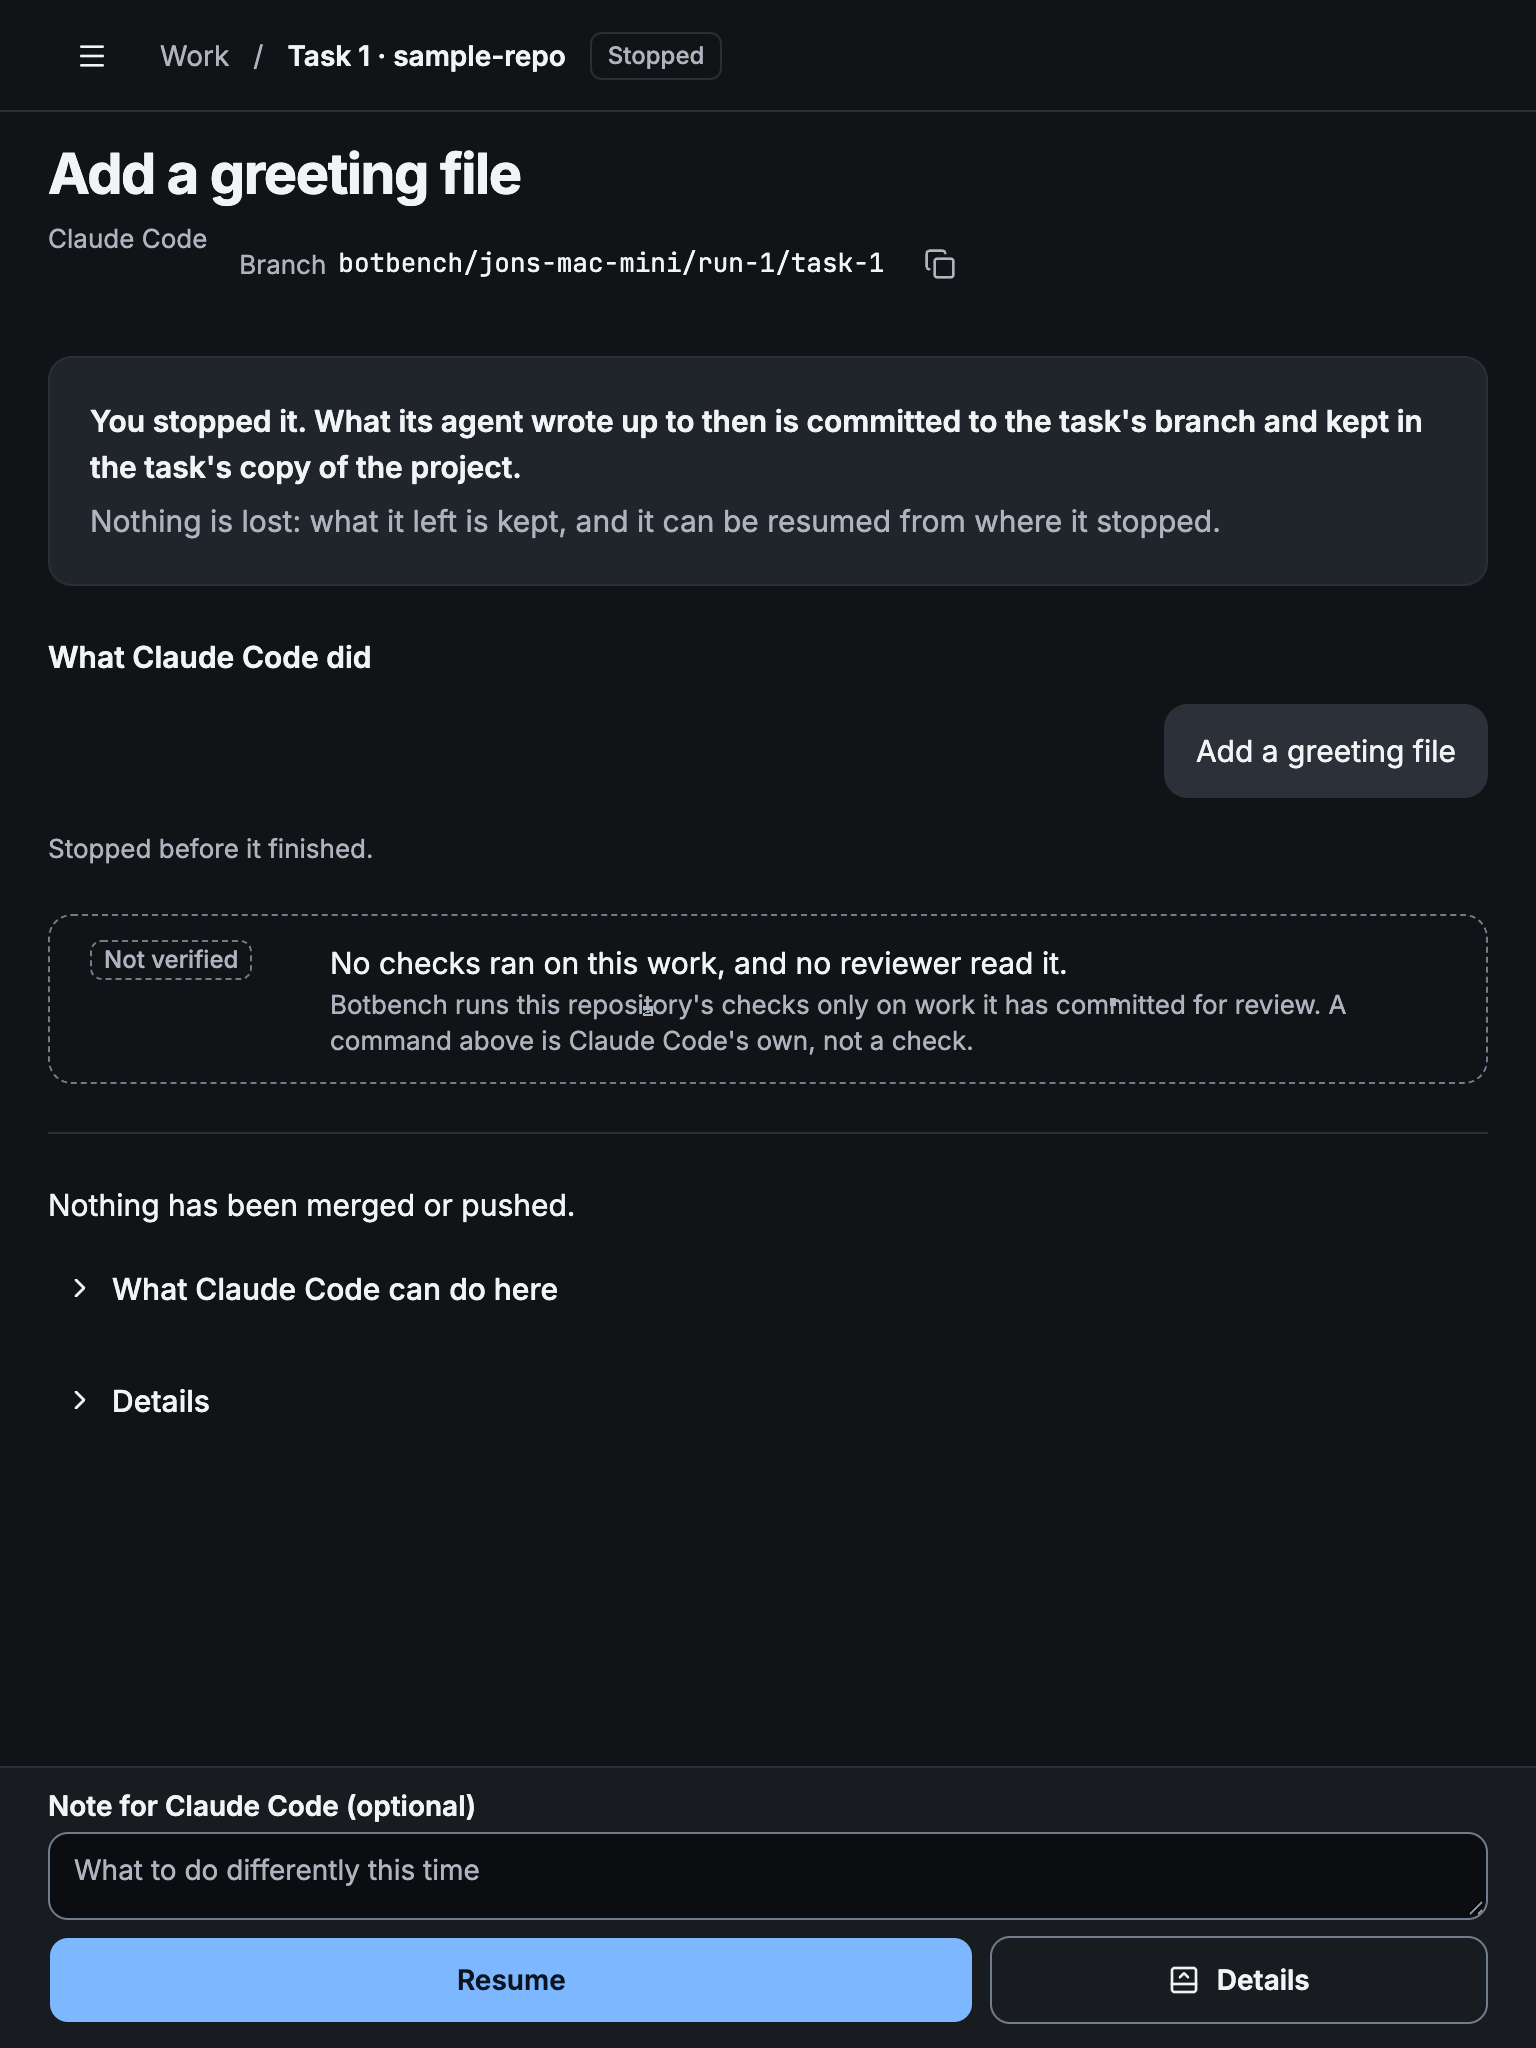 Work / Task 1 · sample-repo Stopped
Add a greeting file
Claude Code
Branch botbench/jons-mac-mini/run-1/task-1
You stopped it. What its agent wrote up to then is committed to the task's branch and kept in
the task's copy of the project.
Nothing is lost: what it left is kept, and it can be resumed from where it stopped.
What Claude Code did
Add a greeting file
Stopped before it finished.
Not verified
No checks ran on this work, and no reviewer read it.
Botbench runs this repository's checks only on work it has committed for review. A
command above is Claude Code's own, not a check.
Nothing has been merged or pushed.
What Claude Code can do here
Details
Note for Claude Code (optional)
What to do differently this time
Resume
Details